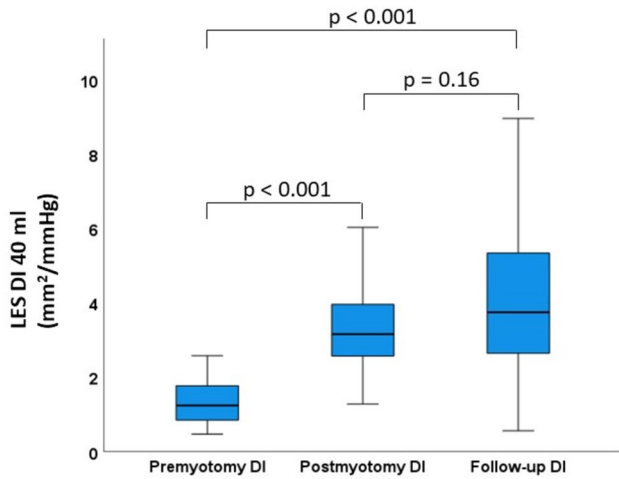 p < 0.001
p = 0.16
p < 0.001
LES DI 40 ml
(mm²/mmHg)
10
8
6
4
2
0
Premyotomy DI
Postmyotomy DI
Follow-up DI